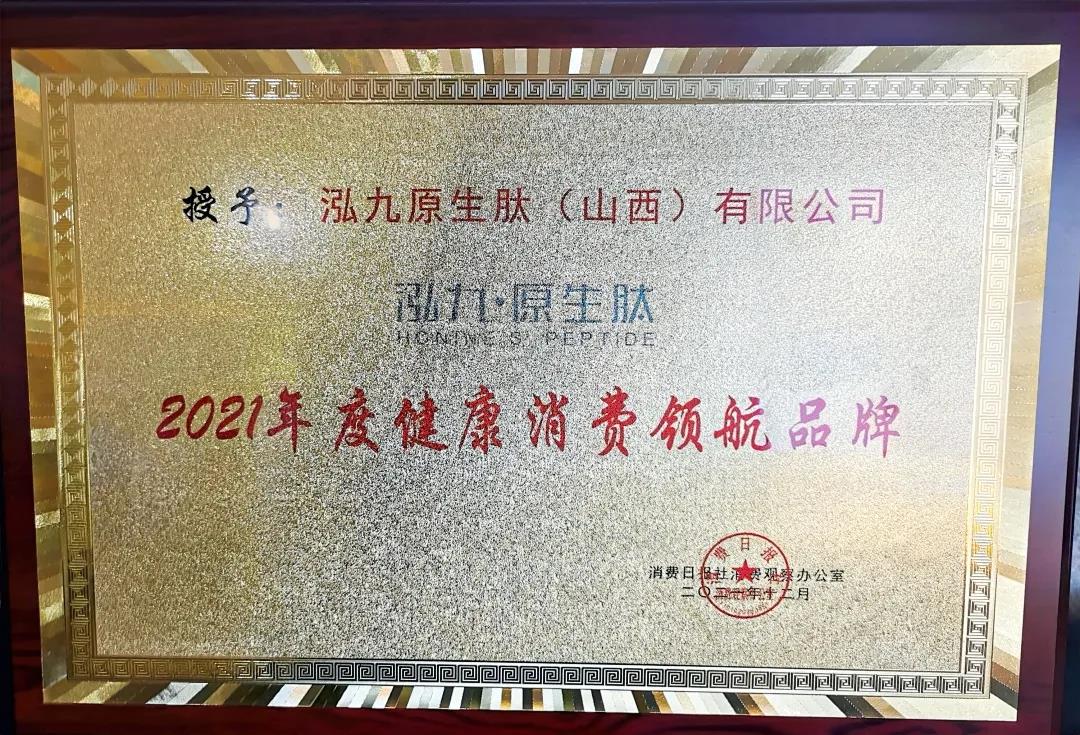 授予： 泓九原生肽（山西）有限公司
泓九·原生肽
HONINE'S PEPTIDE
2021年度健康消费领航品牌
消费日报社消费观察办公室
二〇二一年十二月